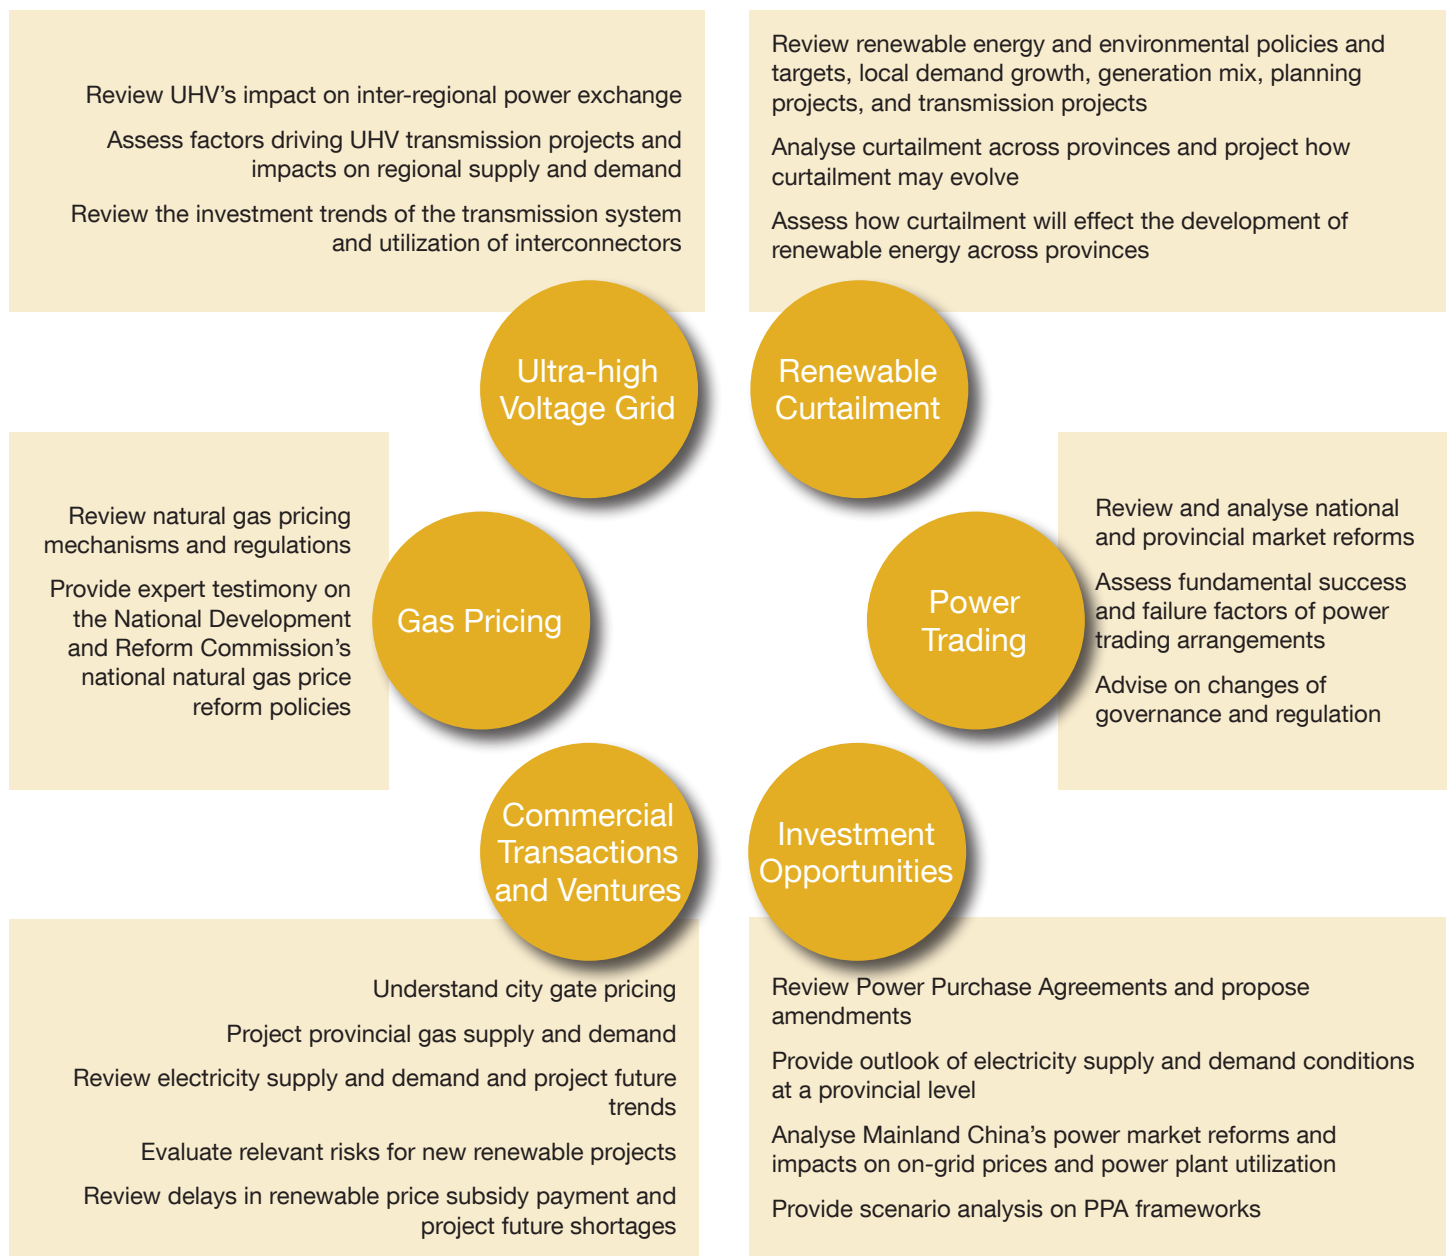 Review UHV's impact on inter-regional power exchange
Assess factors driving UHV transmission projects and
impacts on regional supply and demand
Review the investment trends of the transmission system
and utilization of interconnectors
Review renewable energy and environmental policies and
targets, local demand growth, generation mix, planning
projects, and transmission projects
Analyse curtailment across provinces and project how
curtailment may evolve
Assess how curtailment will effect the development of
renewable energy across provinces
Ultra-high
Voltage Grid
Renewable
Curtailment
Review natural gas pricing
mechanisms and regulations
Provide expert testimony on
the National Development
and Reform Commission's
national natural gas price
reform policies
Gas Pricing
Power
Trading
Review and analyse national
and provincial market reforms
Assess fundamental success
and failure factors of power
trading arrangements
Advise on changes of
governance and regulation
Commercial
Transactions
and Ventures
Investment
Opportunities
Understand city gate pricing
Project provincial gas supply and demand
Review electricity supply and demand and project future
trends
Evaluate relevant risks for new renewable projects
Review delays in renewable price subsidy payment and
project future shortages
Review Power Purchase Agreements and propose
amendments
Provide outlook of electricity supply and demand conditions
at a provincial level
Analyse Mainland China's power market reforms and
impacts on on-grid prices and power plant utilization
Provide scenario analysis on PPA frameworks